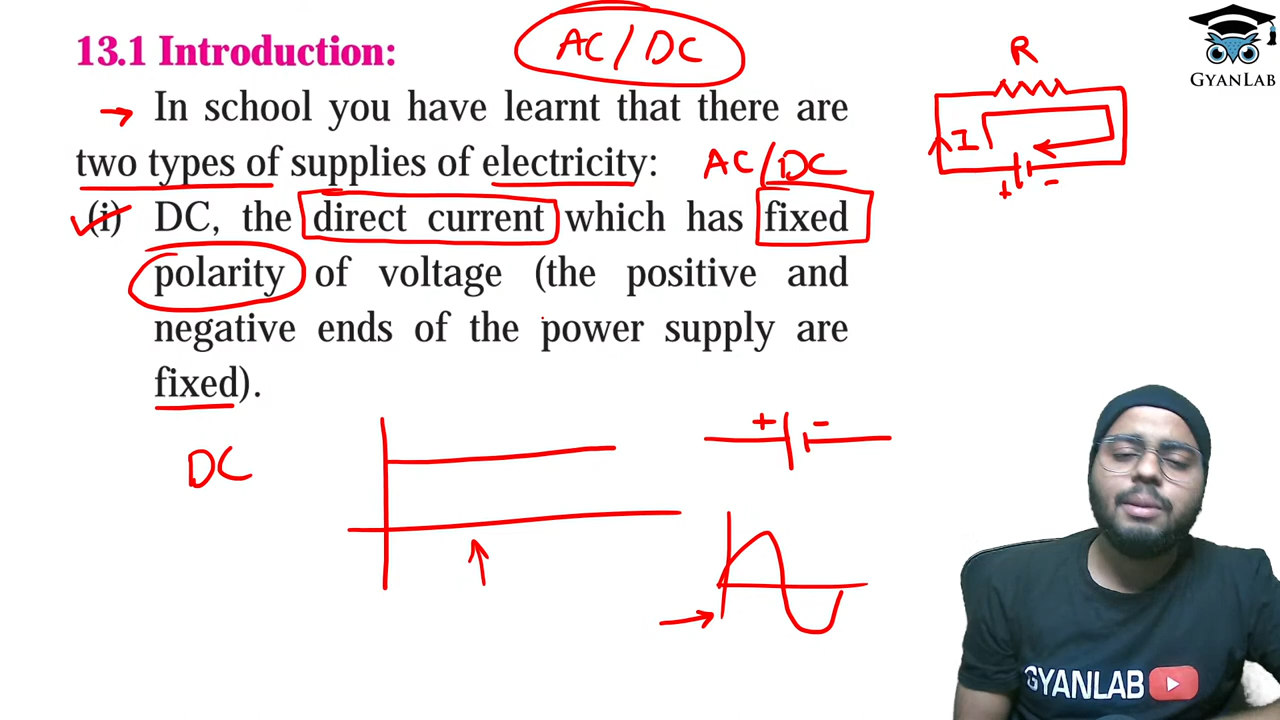 13.1 Introduction:
AC/DC
In school you have learnt that there are
two types of supplies of electricity:
AC/DC
(i) DC, the direct current which has fixed
polarity of voltage (the positive and
negative ends of the power supply are
fixed).
DC
+ -
R
I
+ -
GYANLAB
GYANLAB